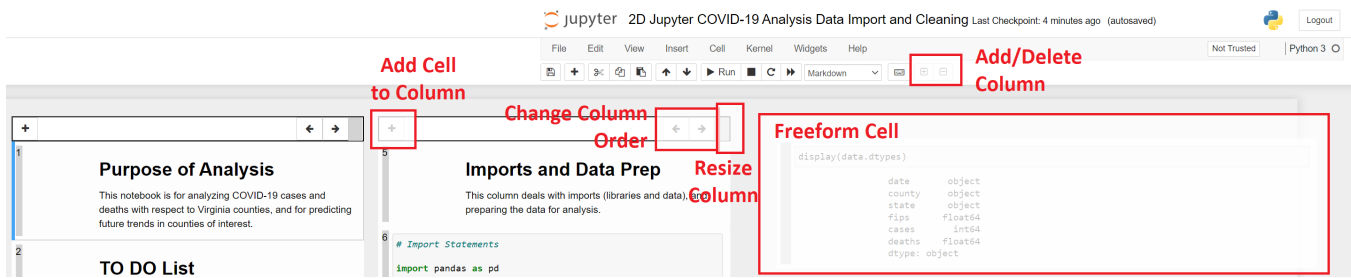 jupyter 2D Jupyter COVID-19 Analysis Data Import and Cleaning Last Checkpoint: 4 minutes ago (autosaved)
Logout
File Edit View Insert Cell Kernel Widgets Help
Not Trusted Python 3
Run Markdown
Add/Delete
Column
Add Cell
to Column
Change Column
Order
Resize
Column
Freeform Cell
1
Purpose of Analysis
This notebook is for analyzing COVID-19 cases and
deaths with respect to Virginia counties, and for predicting
future trends in counties of interest.
2
TO DO List
5
Imports and Data Prep
This column deals with imports (libraries and data), and
preparing the data for analysis.
6
# Import Statements
import pandas as pd
display(data.dtypes)
date object
county object
state object
fips float64
cases int64
deaths float64
dtype: object